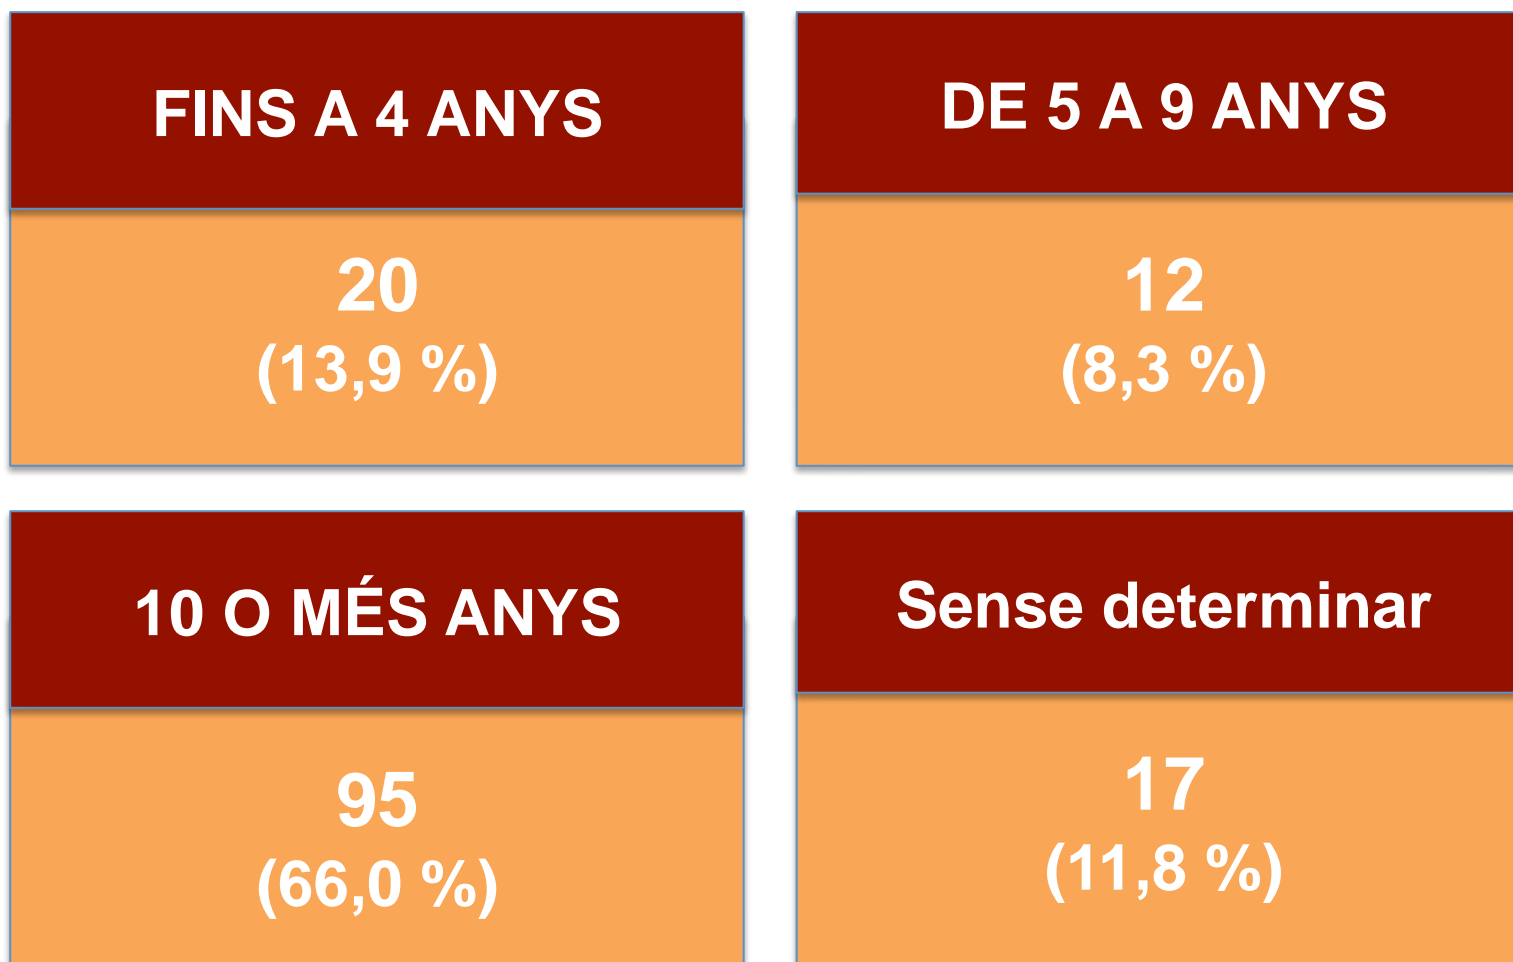 FINS A 4 ANYS
20
(13,9 %)
DE 5 A 9 ANYS
12
(8,3 %)
10 O MÉS ANYS
95
(66,0 %)
Sense determinar
17
(11,8 %)